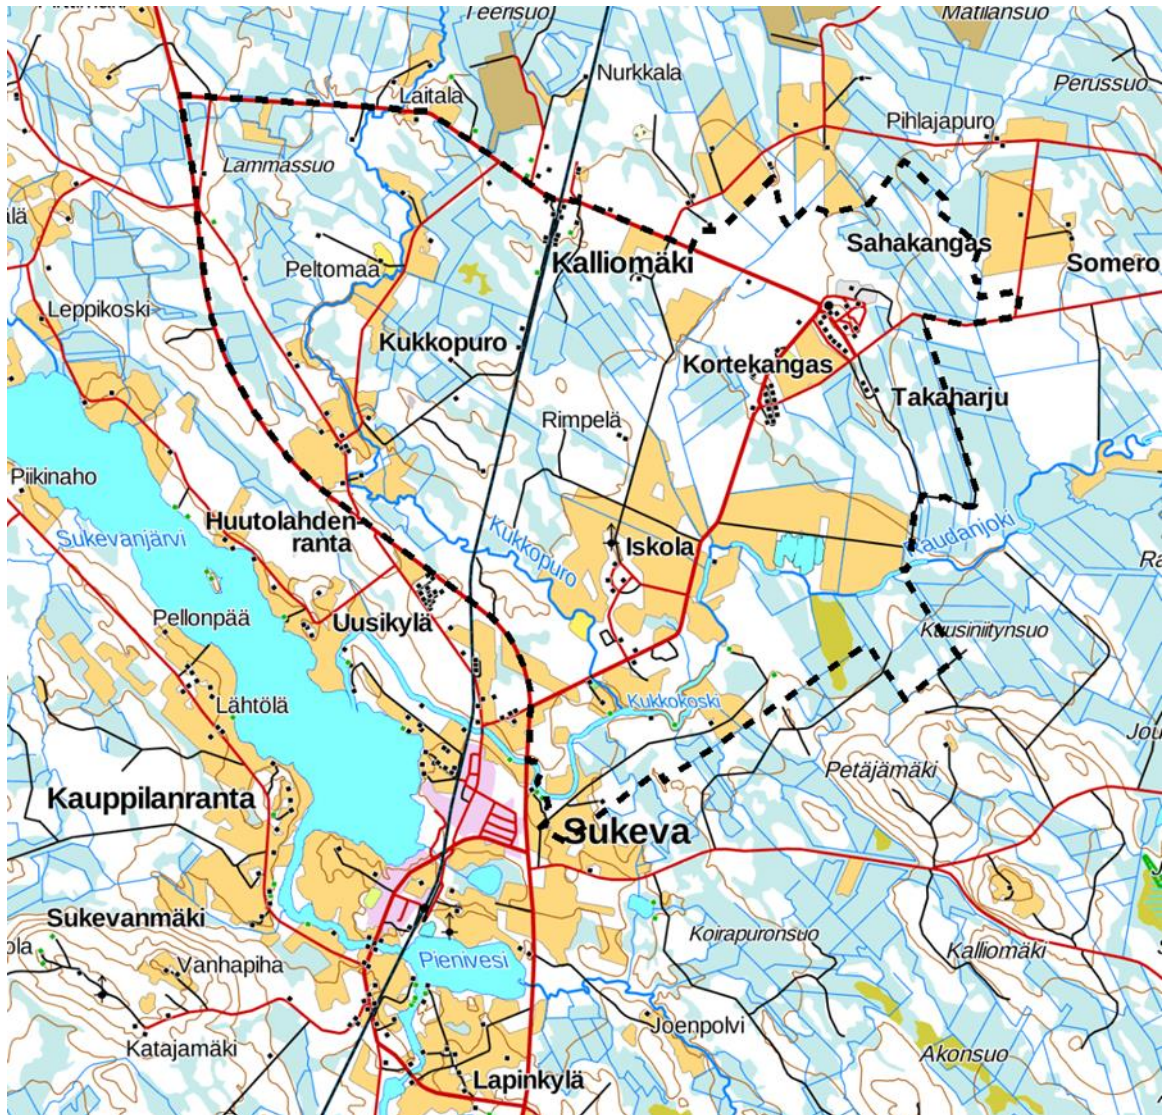 Teerisuo
Matilansuo
Nurkkala
Perussuo
Laitala
Pihlajapuro
Lammassuo
Sahakangas
Peltomaa
Kalliomäki
Somero
Leppikoski
Kukkopuro
Kortekangas
Takaharju
Rimpelä
Piikinaho
Huutolahden-
ranta
Sukevanjärvi
Kukkopuro
Iskola
Laudanjoki
Pellonpää
Uusikylä
Kuusiniitynsuo
Lähtölä
Kukkokoski
Petäjämäki
Kauppilanranta
Sukeva
Sukevanmäki
Koirapuronsuo
Kalliomäki
Vanhapiha
Pienivesi
Joenpolvi
Katajamäki
Akonsuo
Lapinkylä